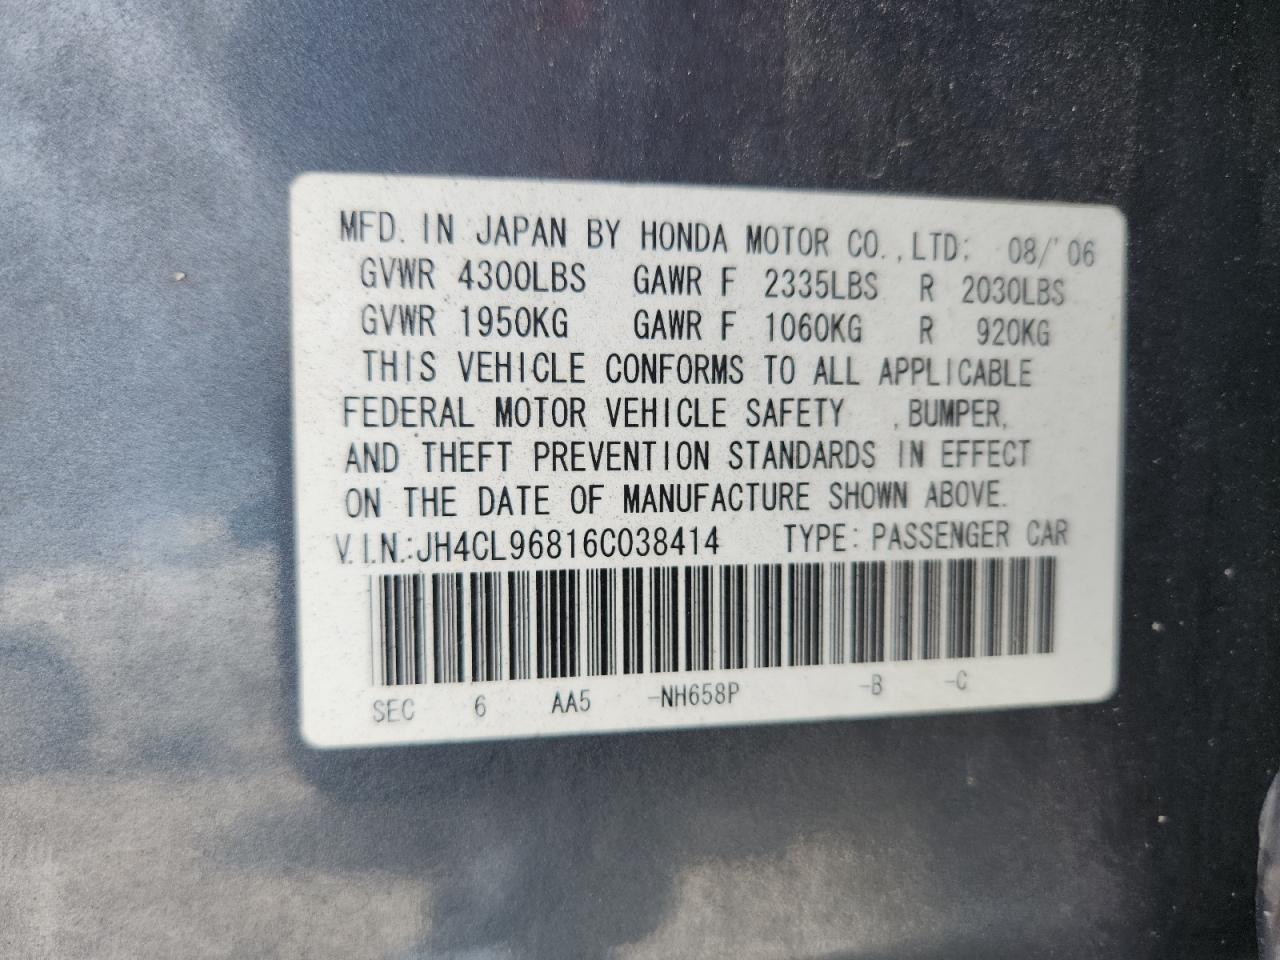 MFD. IN JAPAN BY HONDA MOTOR CO.,LTD: 08/'06
GVWR 4300LBS GAWR F 2335LBS R 2030LBS
GVWR 1950KG GAWR F 1060KG R 920KG
THIS VEHICLE CONFORMS TO ALL APPLICABLE
FEDERAL MOTOR VEHICLE SAFETY ,BUMPER,
AND THEFT PREVENTION STANDARDS IN EFFECT
ON THE DATE OF MANUFACTURE SHOWN ABOVE.
V.I.N.:JH4CL96816C038414 TYPE: PASSENGER CAR
SEC 6 AA5 -NH658P -B -C